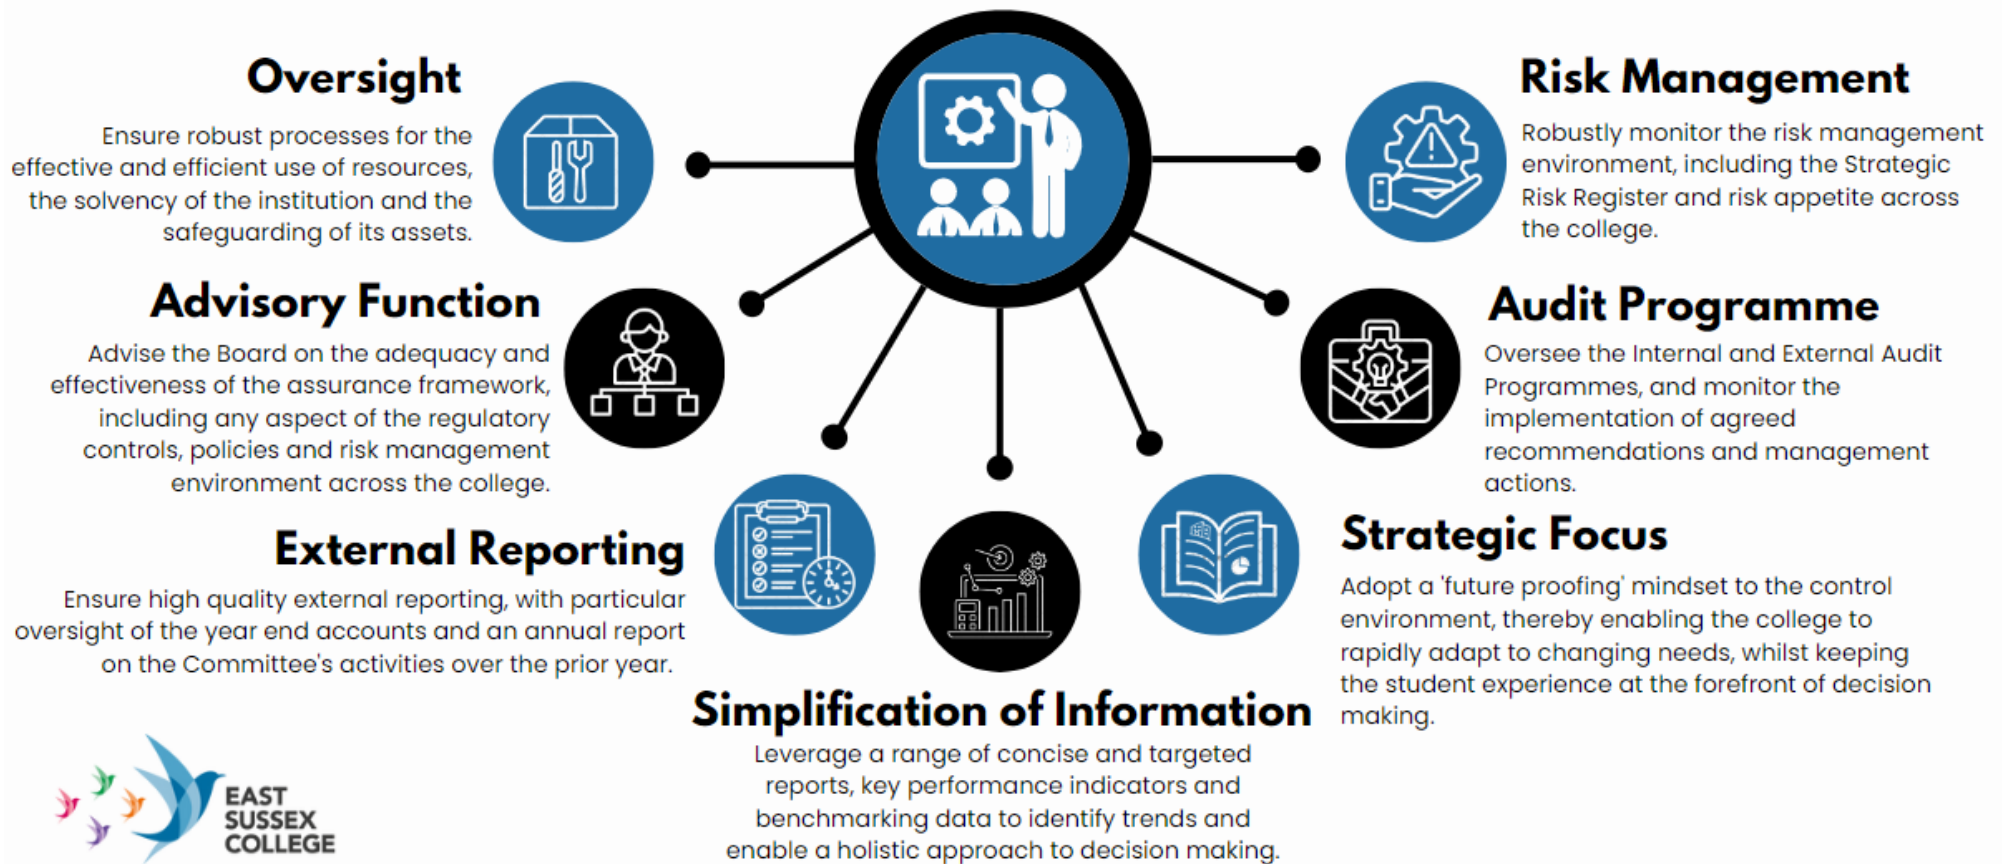 Oversight
Ensure robust processes for the
effective and efficient use of resources,
the solvency of the institution and the
safeguarding of its assets.
Advisory Function
Advise the Board on the adequacy and
effectiveness of the assurance framework,
including any aspect of the regulatory
controls, policies and risk management
environment across the college.
External Reporting
Ensure high quality external reporting, with particular
oversight of the year end accounts and an annual report
on the Committee's activities over the prior year.
Simplification of Information
Leverage a range of concise and targeted
reports, key performance indicators and
benchmarking data to identify trends and
enable a holistic approach to decision making.
Strategic Focus
Adopt a 'future proofing' mindset to the control
environment, thereby enabling the college to
rapidly adapt to changing needs, whilst keeping
the student experience at the forefront of decision
making.
Audit Programme
Oversee the Internal and External Audit
Programmes, and monitor the
implementation of agreed
recommendations and management
actions.
Risk Management
Robustly monitor the risk management
environment, including the Strategic
Risk Register and risk appetite across
the college.
EAST
SUSSEX
COLLEGE